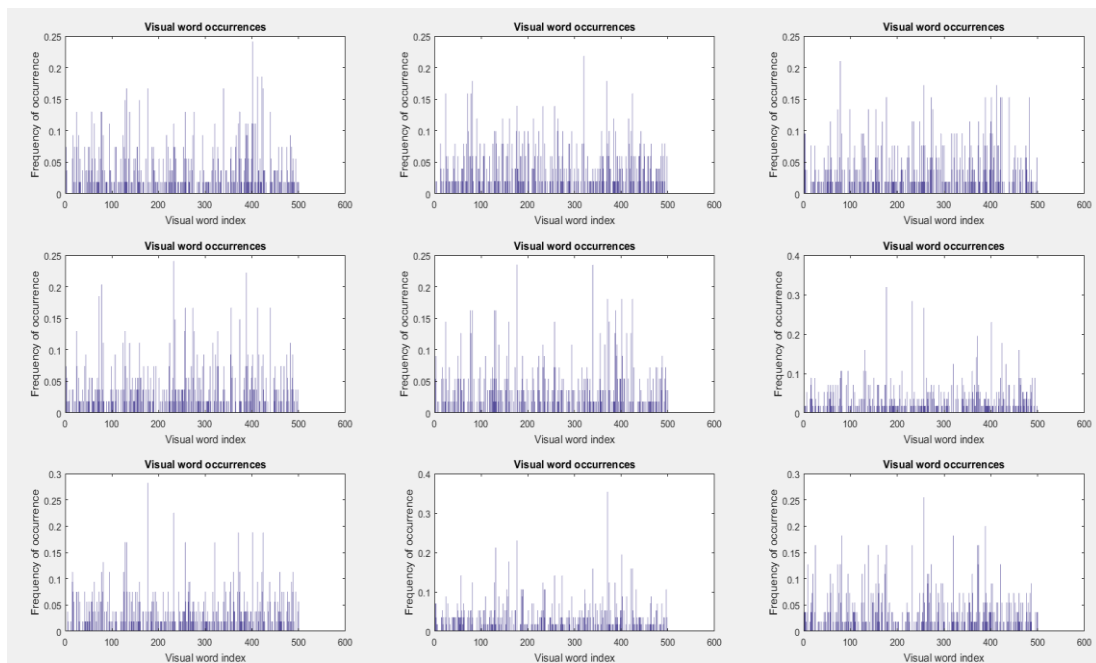 Visual word occurrences Visual word occurrences Visual word occurrences
0.25 0.25 0.25
0.2 0.2 0.2
0.15 0.15 0.15
0.1 0.1 0.1
0.05 0.05 0.05
0 0 0
Frequency of occurrence Frequency of occurrence Frequency of occurrence
0 100 200 300 400 500 600 0 100 200 300 400 500 600 0 100 200 300 400 500 600
Visual word index Visual word index Visual word index
Visual word occurrences Visual word occurrences Visual word occurrences
0.25 0.25 0.4
0.2 0.2 0.3
0.15 0.15 0.2
0.1 0.1 0.1
0.05 0.05
0 0 0
Frequency of occurrence Frequency of occurrence Frequency of occurrence
0 100 200 300 400 500 600 0 100 200 300 400 500 600 0 100 200 300 400 500 600
Visual word index Visual word index Visual word index
Visual word occurrences Visual word occurrences Visual word occurrences
0.3 0.4 0.3
0.25 0.3 0.25
0.2 0.2 0.2
0.15 0.15
0.1 0.1 0.1
0.05 0.05
0 0 0
Frequency of occurrence Frequency of occurrence Frequency of occurrence
0 100 200 300 400 500 600 0 100 200 300 400 500 600 0 100 200 300 400 500 600
Visual word index Visual word index Visual word index